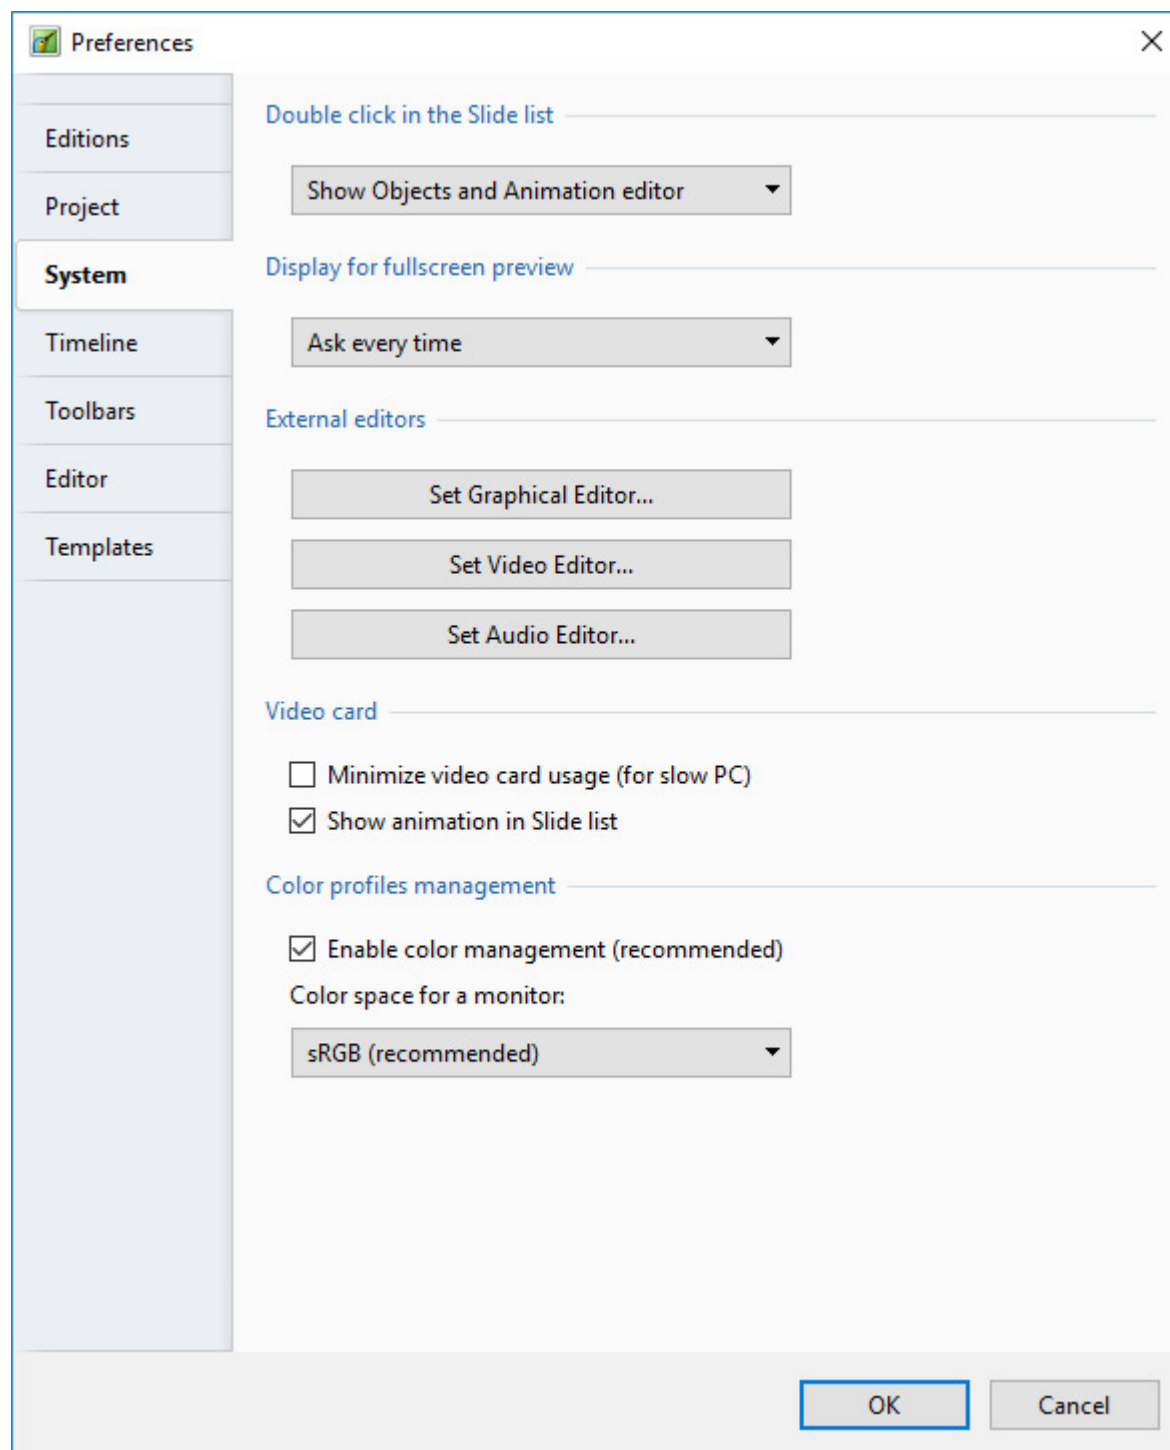 Preferences
Editions
Project
System
Timeline
Toolbars
Editor
Templates
Double click in the Slide list
Show Objects and Animation editor
Display for fullscreen preview
Ask every time
External editors
Set Graphical Editor...
Set Video Editor...
Set Audio Editor...
Video card
Minimize video card usage (for slow PC)
Show animation in Slide list
Color profiles management
Enable color management (recommended)
Color space for a monitor:
sRGB (recommended)
OK
Cancel